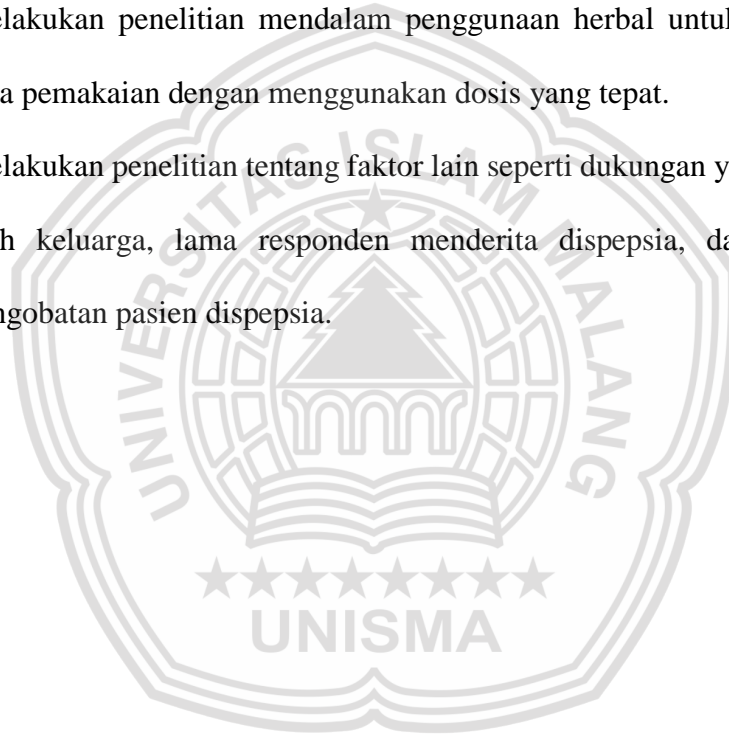 elakukan penelitian mendalam penggunaan herbal untuk
a pemakaian dengan menggunakan dosis yang tepat.
elakukan penelitian tentang faktor lain seperti dukungan y
h keluarga, lama responden menderita dispepsia, da
ngobatan pasien dispepsia.
UNIVERSITAS ISLAM MALANG
UNISMA